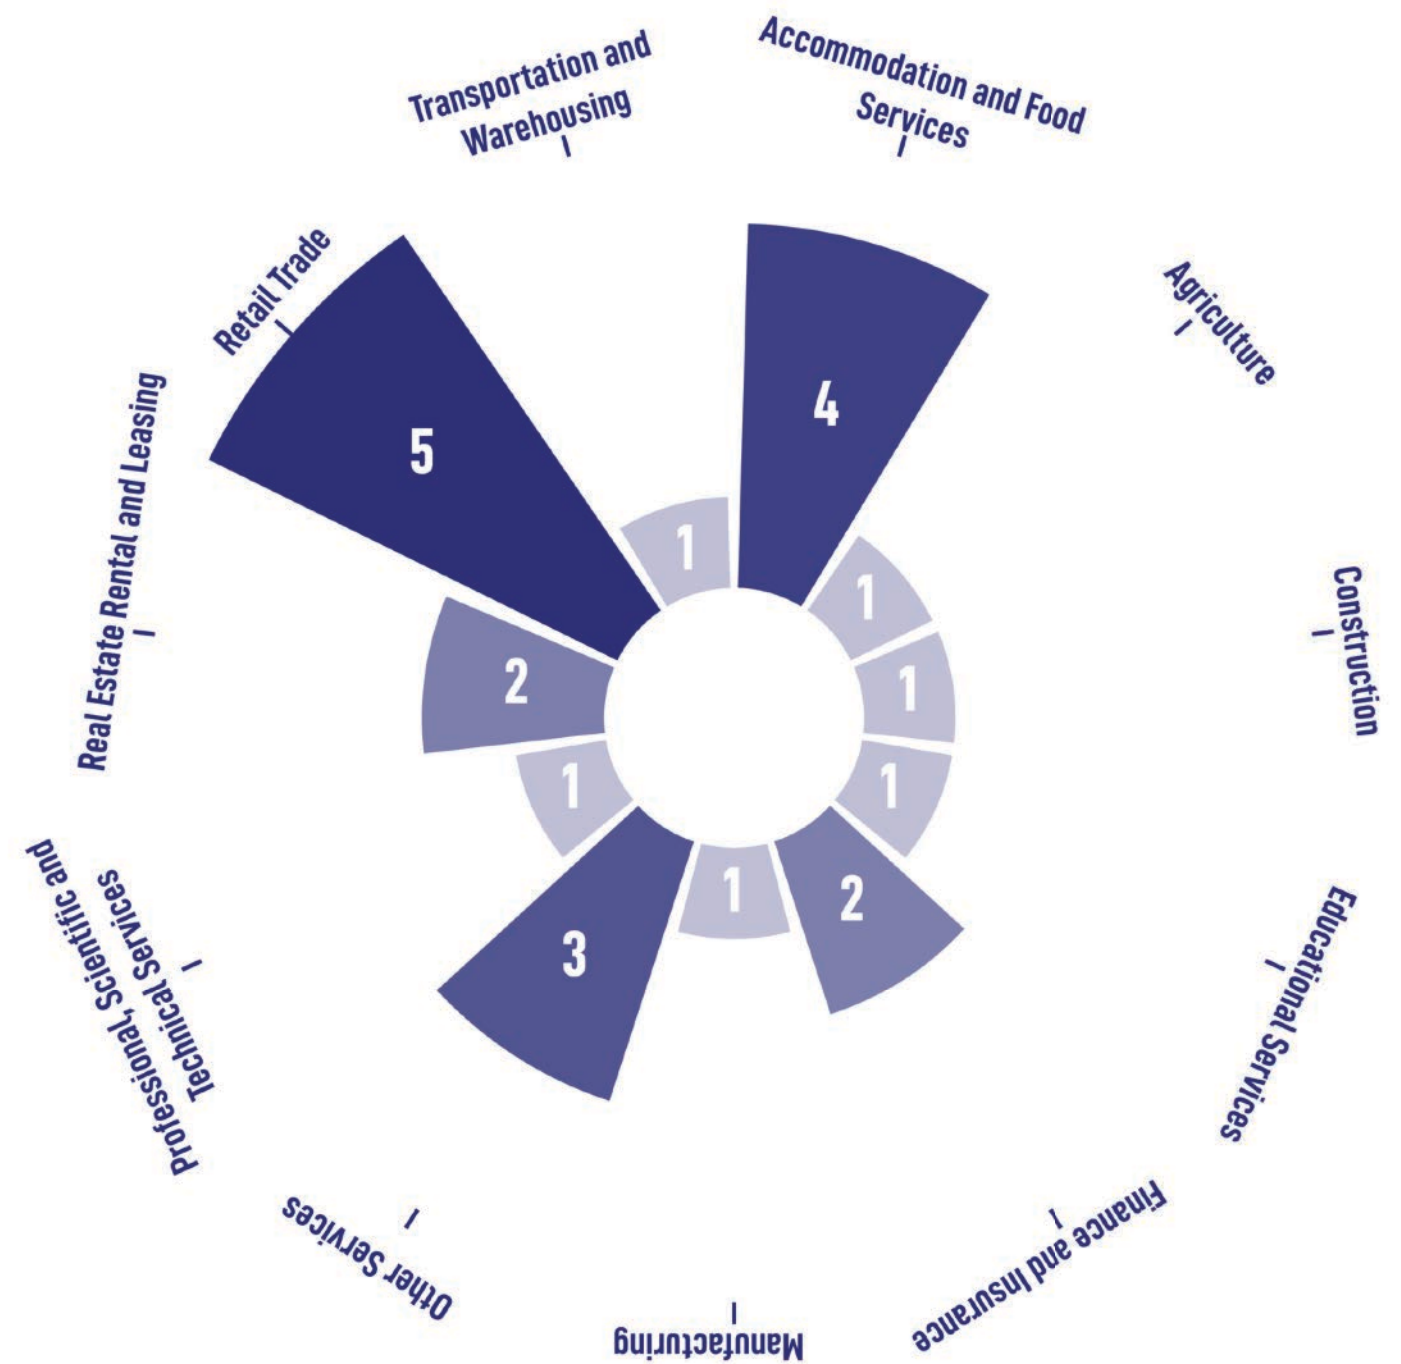 Accommodation and Food
Services
4
Agriculture
1
Construction
1
Educational Services
1
Finance and Insurance
2
Manufacturing
1
Other Services
3
Professional, Scientific and
Technical Services
1
Real Estate Rental and Leasing
2
Retail Trade
5
Transportation and
Warehousing
1